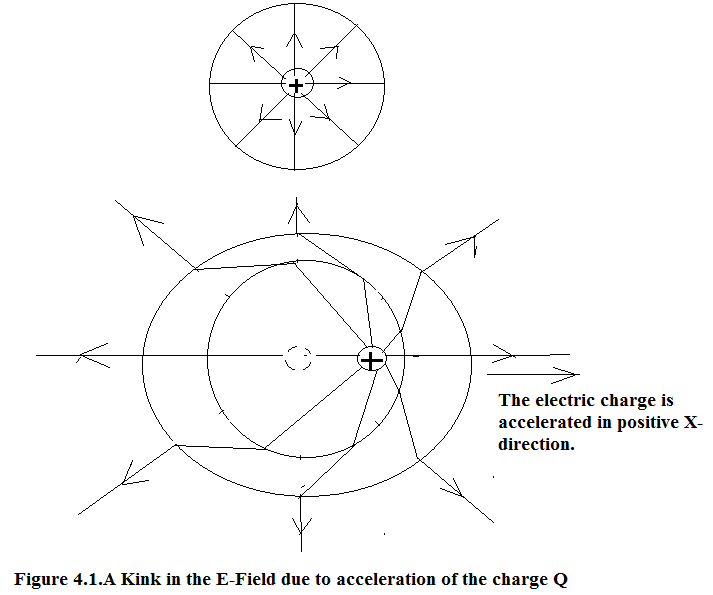 +
+
The electric charge is
accelerated in positive X-
direction.
Figure 4.1.A Kink in the E-Field due to acceleration of the charge Q